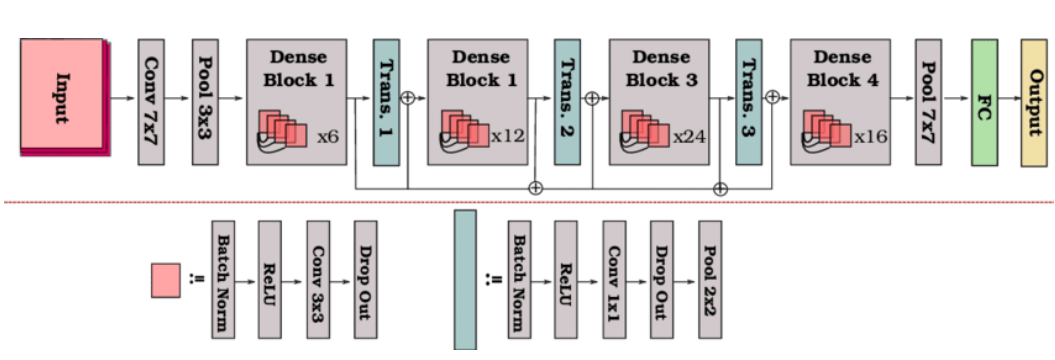 Input
Conv 7x7
Pool 3x3
Dense
Block 1
x6
Trans. 1
Dense
Block 1
x12
Trans. 2
Dense
Block 3
x24
Trans. 3
Dense
Block 4
x16
Pool 7x7
FC
Output
:=
Batch Norm
ReLU
Conv 3x3
Drop Out
:=
Batch Norm
ReLU
Conv 1x1
Drop Out
Pool 2x2